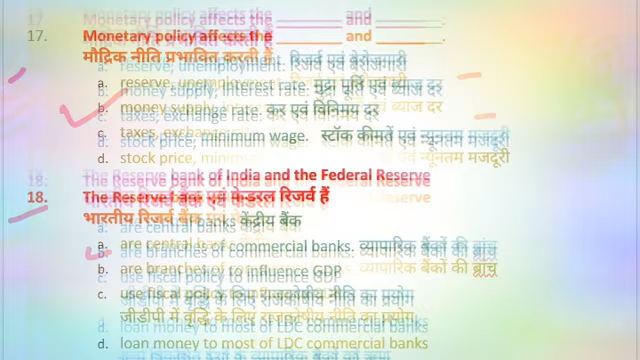 17. Monetary policy affects the ____________ and __________.
मौद्रिक नीति प्रभावित करती है
a. reserve, unemployment. रिजर्व एवं बेरोजगारी
b. money supply, interest rate. मुद्रा पूर्ति एवं ब्याज दर
c. taxes, exchange rate. कर एवं विनिमय दर
d. stock price, minimum wage. स्टॉक कीमतें एवं न्यूनतम मजदूरी
18. The Reserve bank of India and the Federal Reserve
भारतीय रिजर्व बैंक एवं फेडरल रिजर्व हैं
a. are central banks केंद्रीय बैंक
b. are branches of commercial banks. व्यापारिक बैंकों की ब्रांच
c. use fiscal policy to influence GDP
जीडीपी में वृद्धि के लिए राजकोषीय नीति का प्रयोग
d. loan money to most of LDC commercial banks